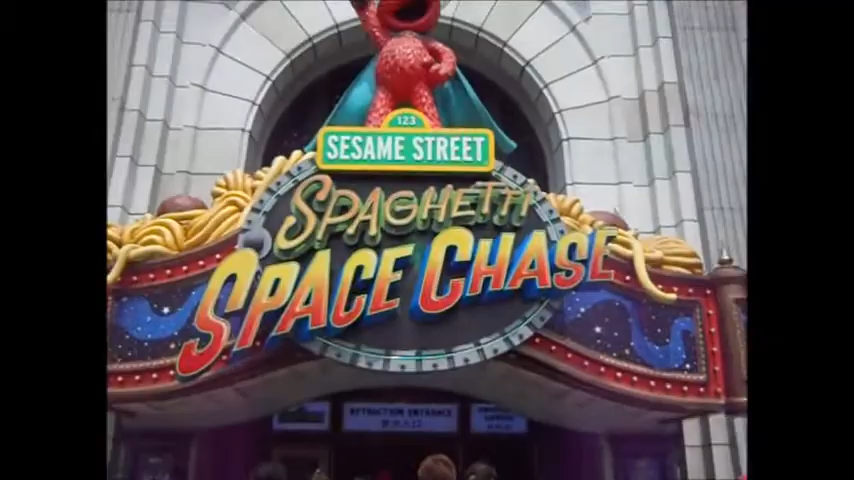 123
SESAME STREET
SPAGHETTI
SPACE CHASE
ATTRACTION ENTRANCE